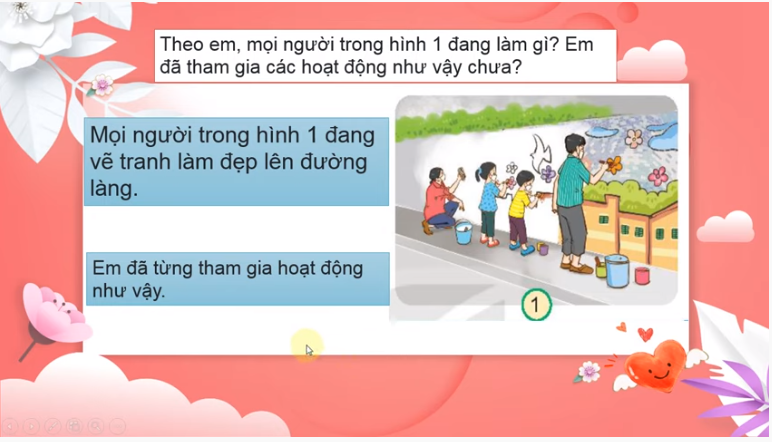 Theo em, mọi người trong hình 1 đang làm gì? Em
đã tham gia các hoạt động như vậy chưa?
Mọi người trong hình 1 đang
vẽ tranh làm đẹp lên đường
làng.
Em đã từng tham gia hoạt động
như vậy.
1